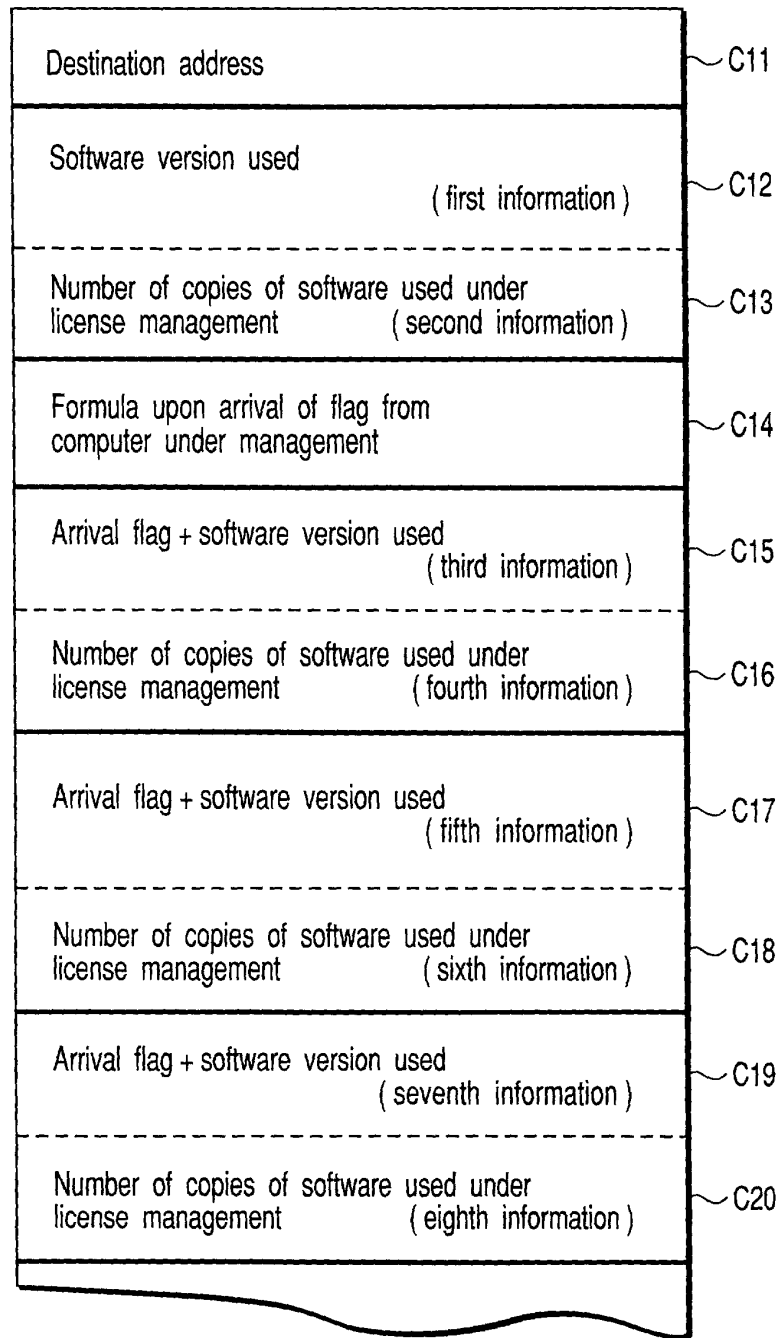 Destination address
C11
Software version used
( first information )
C12
Number of copies of software used under
license management ( second information )
C13
Formula upon arrival of flag from
computer under management
C14
Arrival flag + software version used
( third information )
C15
Number of copies of software used under
license management ( fourth information )
C16
Arrival flag + software version used
( fifth information )
C17
Number of copies of software used under
license management ( sixth information )
C18
Arrival flag + software version used
( seventh information )
C19
Number of copies of software used under
license management ( eighth information )
C20